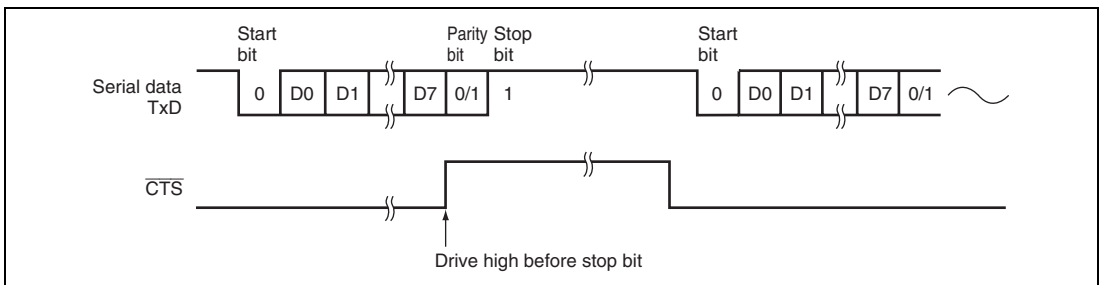 Start bit
Parity bit
Stop bit
Start bit
Serial data TxD
0 D0 D1 D7 0/1 1 0 D0 D1 D7 0/1
CTS
Drive high before stop bit